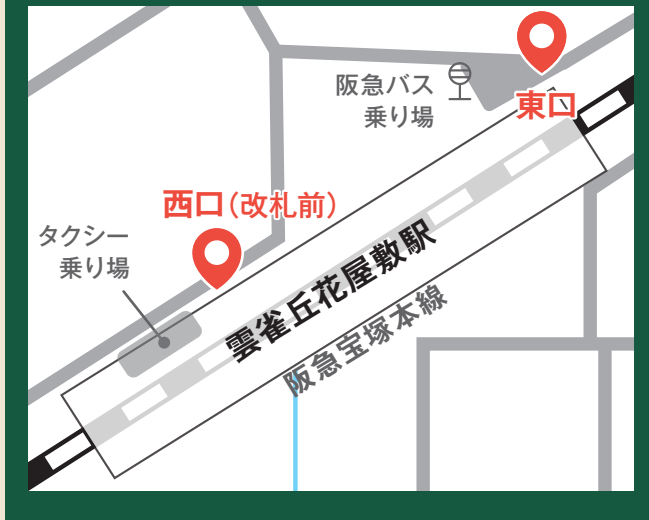 阪急バス
乗り場
東口
西口（改札前）
タクシー
乗り場
雲雀丘花屋敷駅
阪急宝塚本線